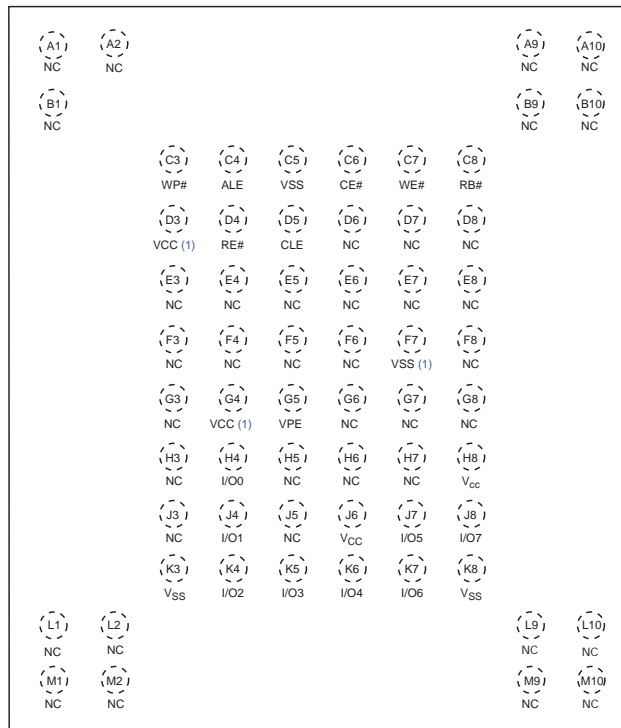 A1 A2 A9 A10
NC NC NC NC
B1 B9 B10
NC NC NC
C3 C4 C5 C6 C7 C8
WP# ALE VSS CE# WE# RB#
D3 D4 D5 D6 D7 D8
VCC (1) RE# CLE NC NC NC
E3 E4 E5 E6 E7 E8
NC NC NC NC NC NC
F3 F4 F5 F6 F7 F8
NC NC NC NC VSS (1) NC
G3 G4 G5 G6 G7 G8
NC VCC (1) VPE NC NC NC
H3 H4 H5 H6 H7 H8
NC I/O0 NC NC NC Vcc
J3 J4 J5 J6 J7 J8
NC I/O1 NC VCC I/O5 I/O7
K3 K4 K5 K6 K7 K8
VSS I/O2 I/O3 I/O4 I/O6 VSS
L1 L2 L9 L10
NC NC NC NC
M1 M2 M9 M10
NC NC NC NC